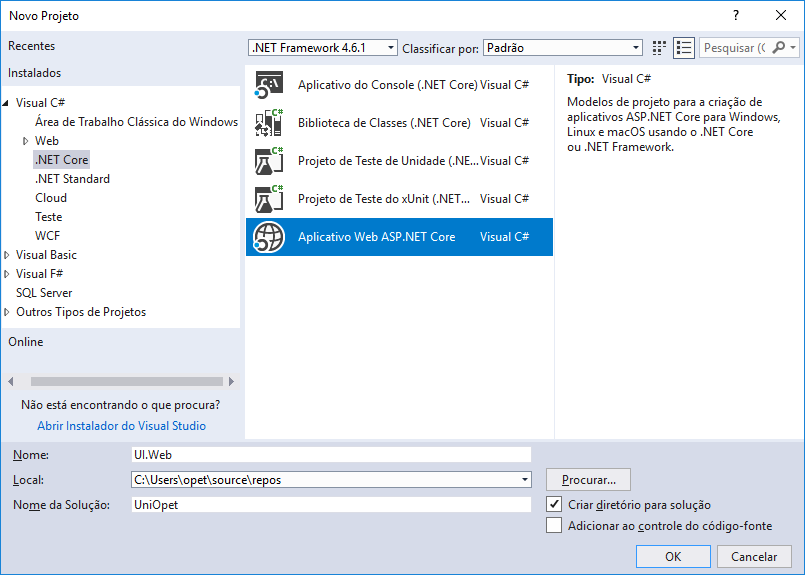 Novo Projeto
?
Recentes
.NET Framework 4.6.1
Classificar por:
Padrão
Pesquisar (
Instalados
Visual C#
Área de Trabalho Clássica do Windows
Web
.NET Core
.NET Standard
Cloud
Teste
WCF
Visual Basic
Visual F#
SQL Server
Outros Tipos de Projetos
Online
Não está encontrando o que procura?
Abrir Instalador do Visual Studio
Aplicativo do Console (.NET Core) Visual C#
Biblioteca de Classes (.NET Core) Visual C#
Projeto de Teste de Unidade (.NE... Visual C#
Projeto de Teste do xUnit (.NET... Visual C#
Aplicativo Web ASP.NET Core Visual C#
Tipo: Visual C#
Modelos de projeto para a criação de
aplicativos ASP.NET Core para Windows,
Linux e macOS usando o .NET Core
ou .NET Framework.
Nome: UI.Web
Local: C:\Users\opet\source\repos
Procurar...
Nome da Solução: UniOpet
Criar diretório para solução
Adicionar ao controle do código-fonte
OK
Cancelar